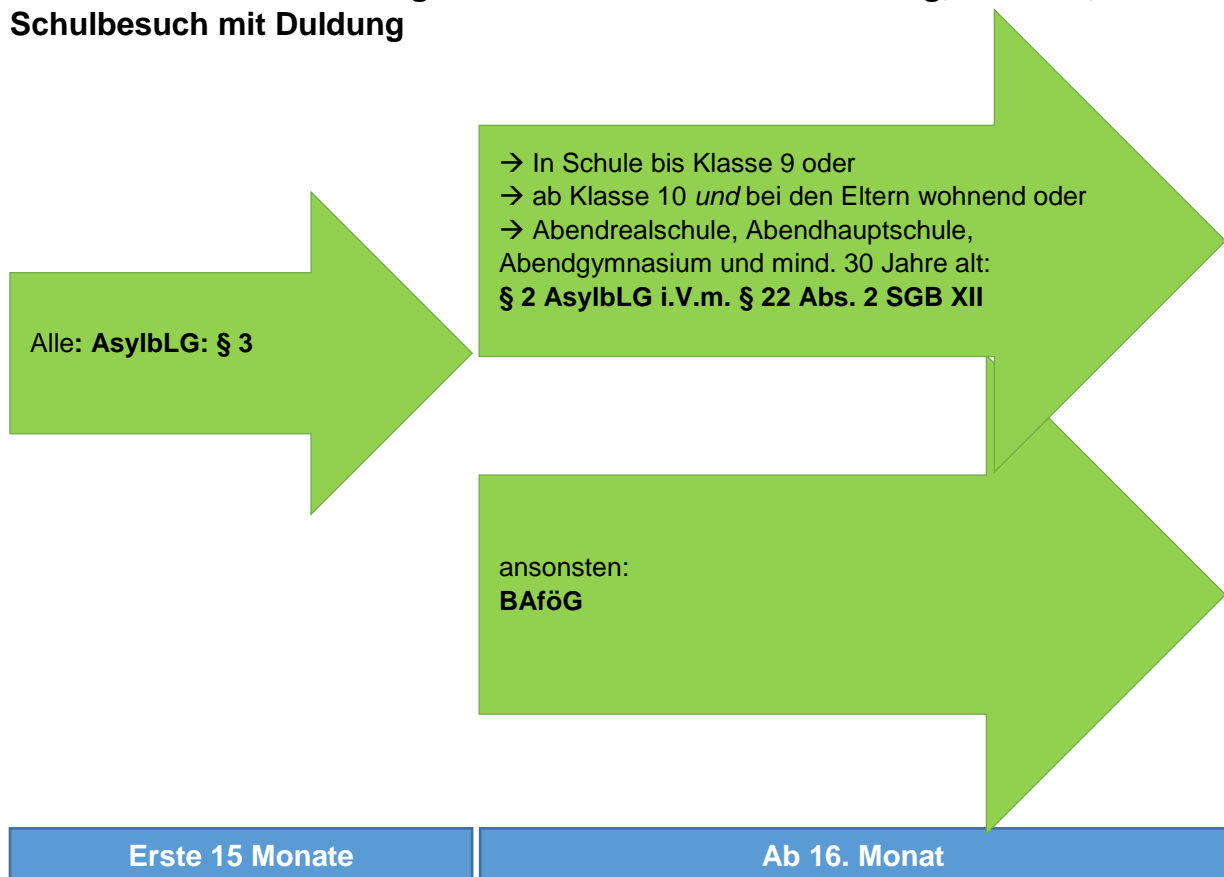 Schulbesuch mit Duldung
→ In Schule bis Klasse 9 oder
→ ab Klasse 10 und bei den Eltern wohnend oder
→ Abendrealschule, Abendhauptschule,
Abendgymnasium und mind. 30 Jahre alt:
§ 2 AsylbLG i.V.m. § 22 Abs. 2 SGB XII
Alle: AsylbLG: § 3
ansonsten:
BAföG
Erste 15 Monate
Ab 16. Monat